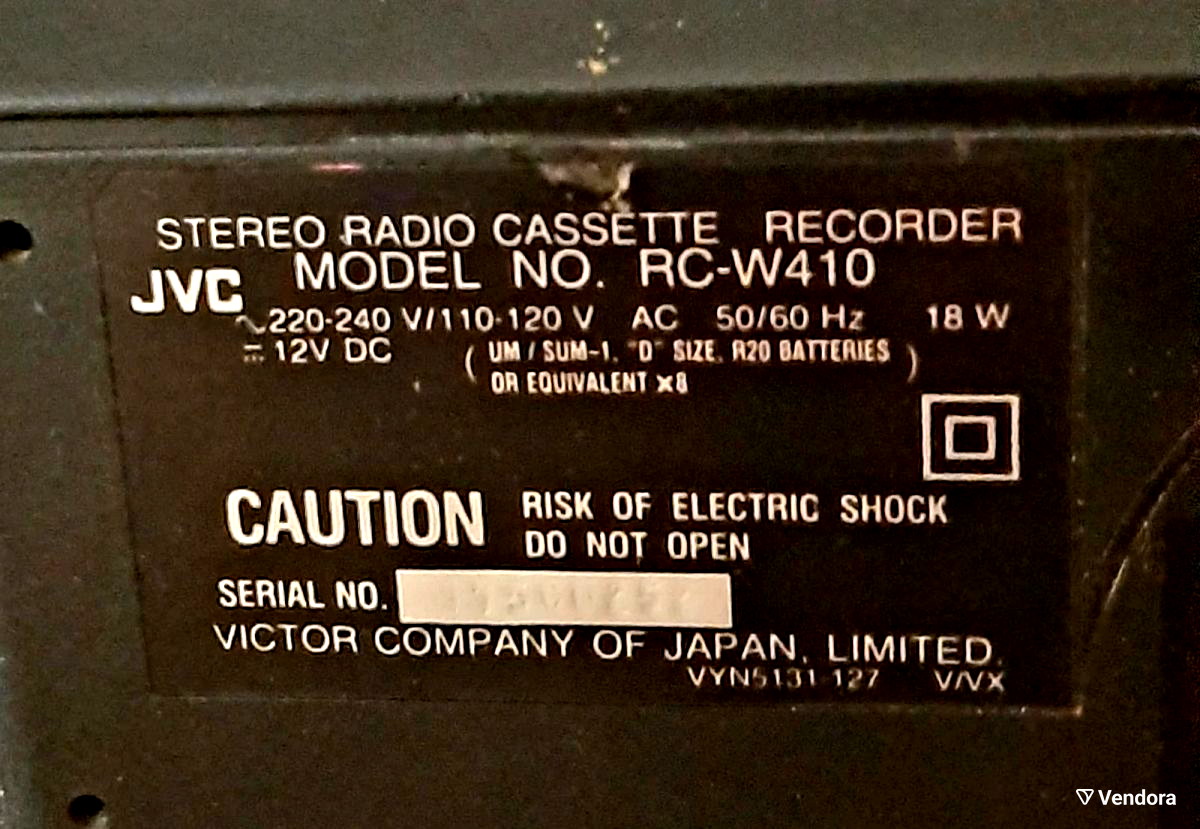 STEREO RADIO CASSETTE RECORDER
MODEL NO. RC-W410
JVC
~220-240 V/110-120 V AC 50/60 Hz 18 W
⎓ 12V DC ( UM / SUM-1, "D" SIZE, R20 BATTERIES
OR EQUIVALENT ×8 )
CAUTION RISK OF ELECTRIC SHOCK
DO NOT OPEN
SERIAL NO.
VICTOR COMPANY OF JAPAN, LIMITED.
VYN5131-127 V/VX
Vendora